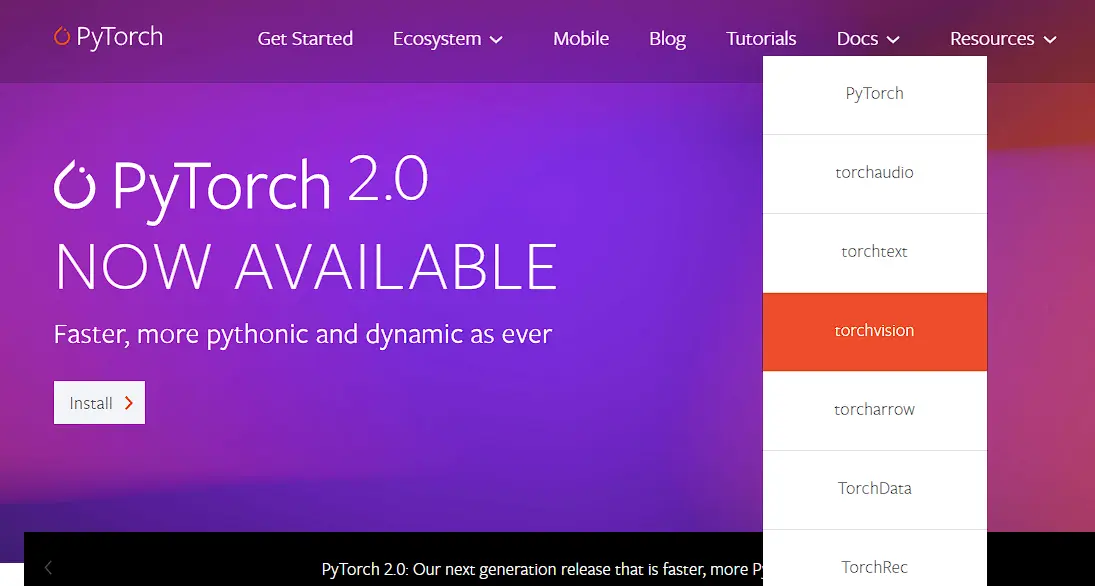 PyTorch
Get Started
Ecosystem
Mobile
Blog
Tutorials
Docs
Resources
PyTorch
torchaudio
torchtext
torchvision
torcharrow
TorchData
TorchRec
PyTorch 2.0
NOW AVAILABLE
Faster, more pythonic and dynamic as ever
Install
PyTorch 2.0: Our next generation release that is faster, more